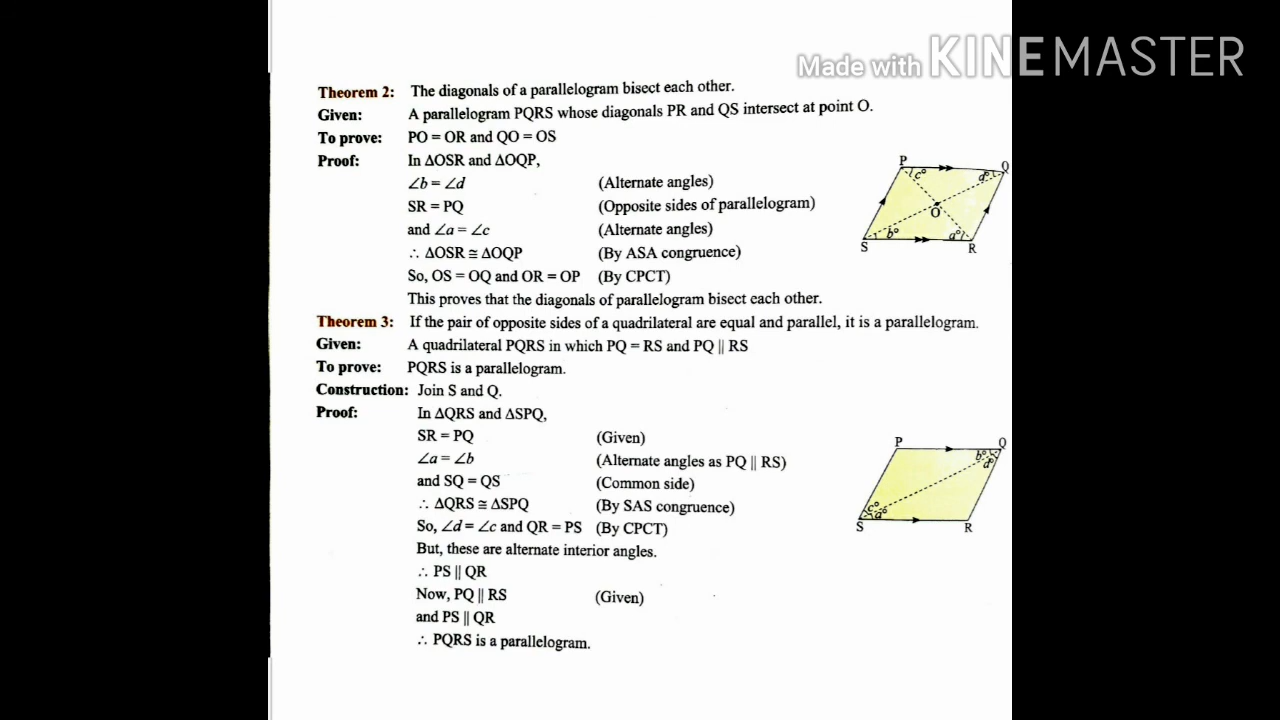 Made with KINEMASTER
Theorem 2: The diagonals of a parallelogram bisect each other.
Given: A parallelogram PQRS whose diagonals PR and QS intersect at point O.
To prove: PO = OR and QO = OS
Proof: In ΔOSR and ΔOQP,
∠b = ∠d (Alternate angles)
SR = PQ (Opposite sides of parallelogram)
and ∠a = ∠c (Alternate angles)
∴ ΔOSR ≅ ΔOQP (By ASA congruence)
So, OS = OQ and OR = OP (By CPCT)
This proves that the diagonals of parallelogram bisect each other.
P Q
c° d°
O
b° a°
S R
Theorem 3: If the pair of opposite sides of a quadrilateral are equal and parallel, it is a parallelogram.
Given: A quadrilateral PQRS in which PQ = RS and PQ || RS
To prove: PQRS is a parallelogram.
Construction: Join S and Q.
Proof: In ΔQRS and ΔSPQ,
SR = PQ (Given)
∠a = ∠b (Alternate angles as PQ || RS)
and SQ = QS (Common side)
∴ ΔQRS ≅ ΔSPQ (By SAS congruence)
So, ∠d = ∠c and QR = PS (By CPCT)
But, these are alternate interior angles.
∴ PS || QR
Now, PQ || RS (Given)
and PS || QR
∴ PQRS is a parallelogram.
P Q
b°
d°
c°
a°
S R